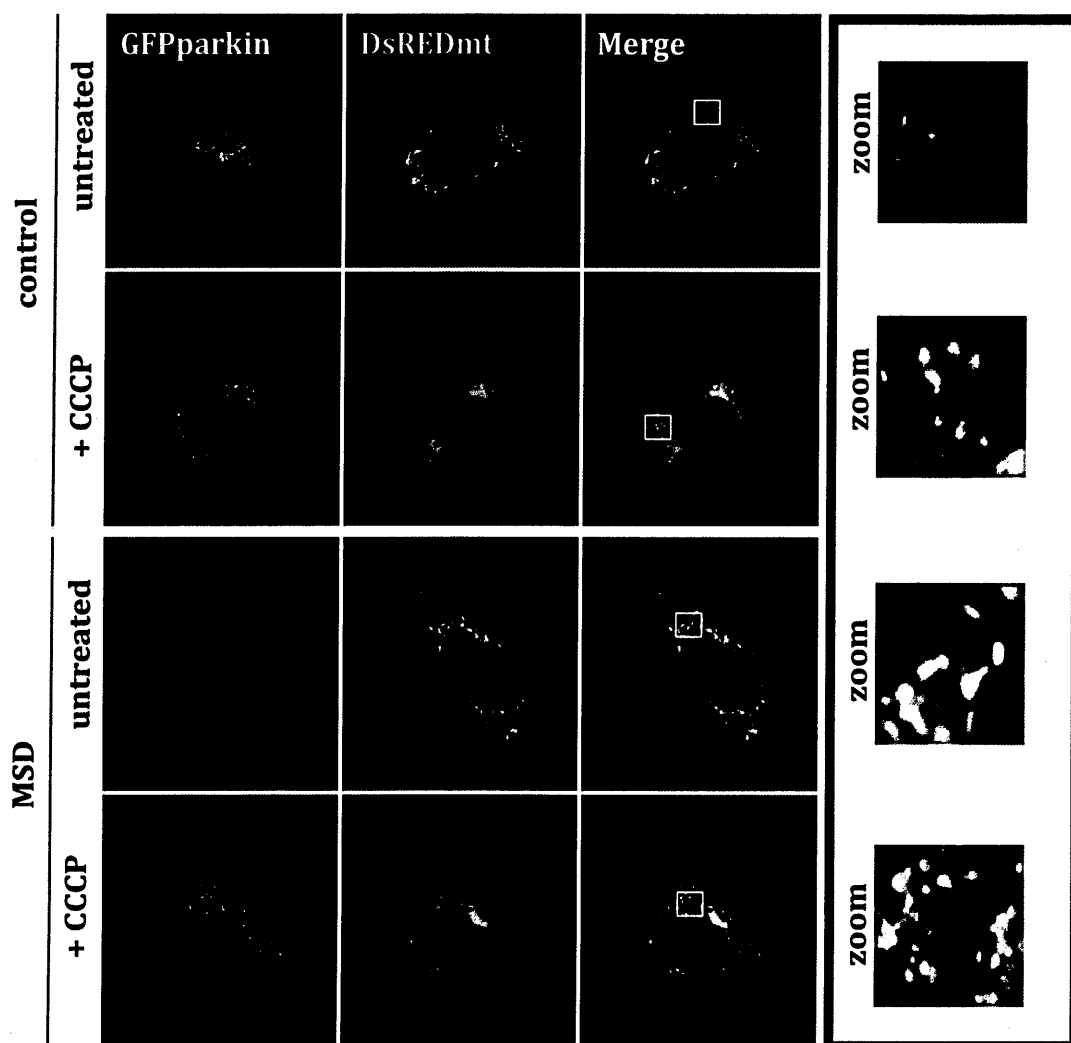 GFPparkin DsREDmt Merge
control
untreated
zoom
+ CCCP
zoom
MSD
untreated
zoom
+ CCCP
zoom